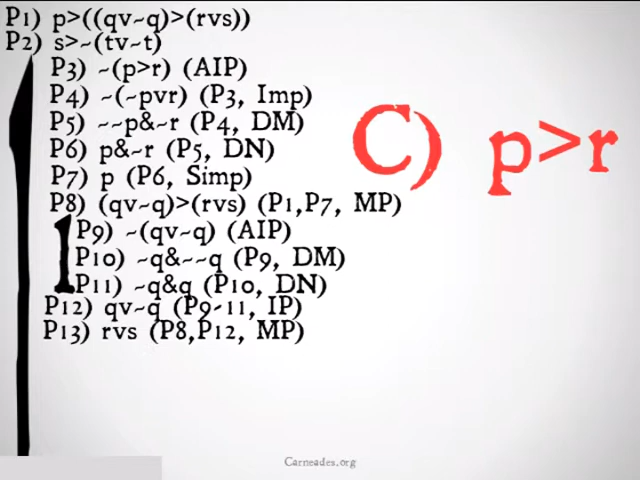 P1) p>((qv~q)>(rvs))
P2) s>~(tv~t)
P3) ~(p>r) (AIP)
P4) ~(~pvr) (P3, Imp)
P5) ~~p&~r (P4, DM)
P6) p&~r (P5, DN)
P7) p (P6, Simp)
P8) (qv~q)>(rvs) (P1,P7, MP)
P9) ~(qv~q) (AIP)
P10) ~q&~~q (P9, DM)
P11) ~q&q (P10, DN)
P12) qv~q (P9-11, IP)
P13) rvs (P8,P12, MP)
C) p>r
Carneades.org